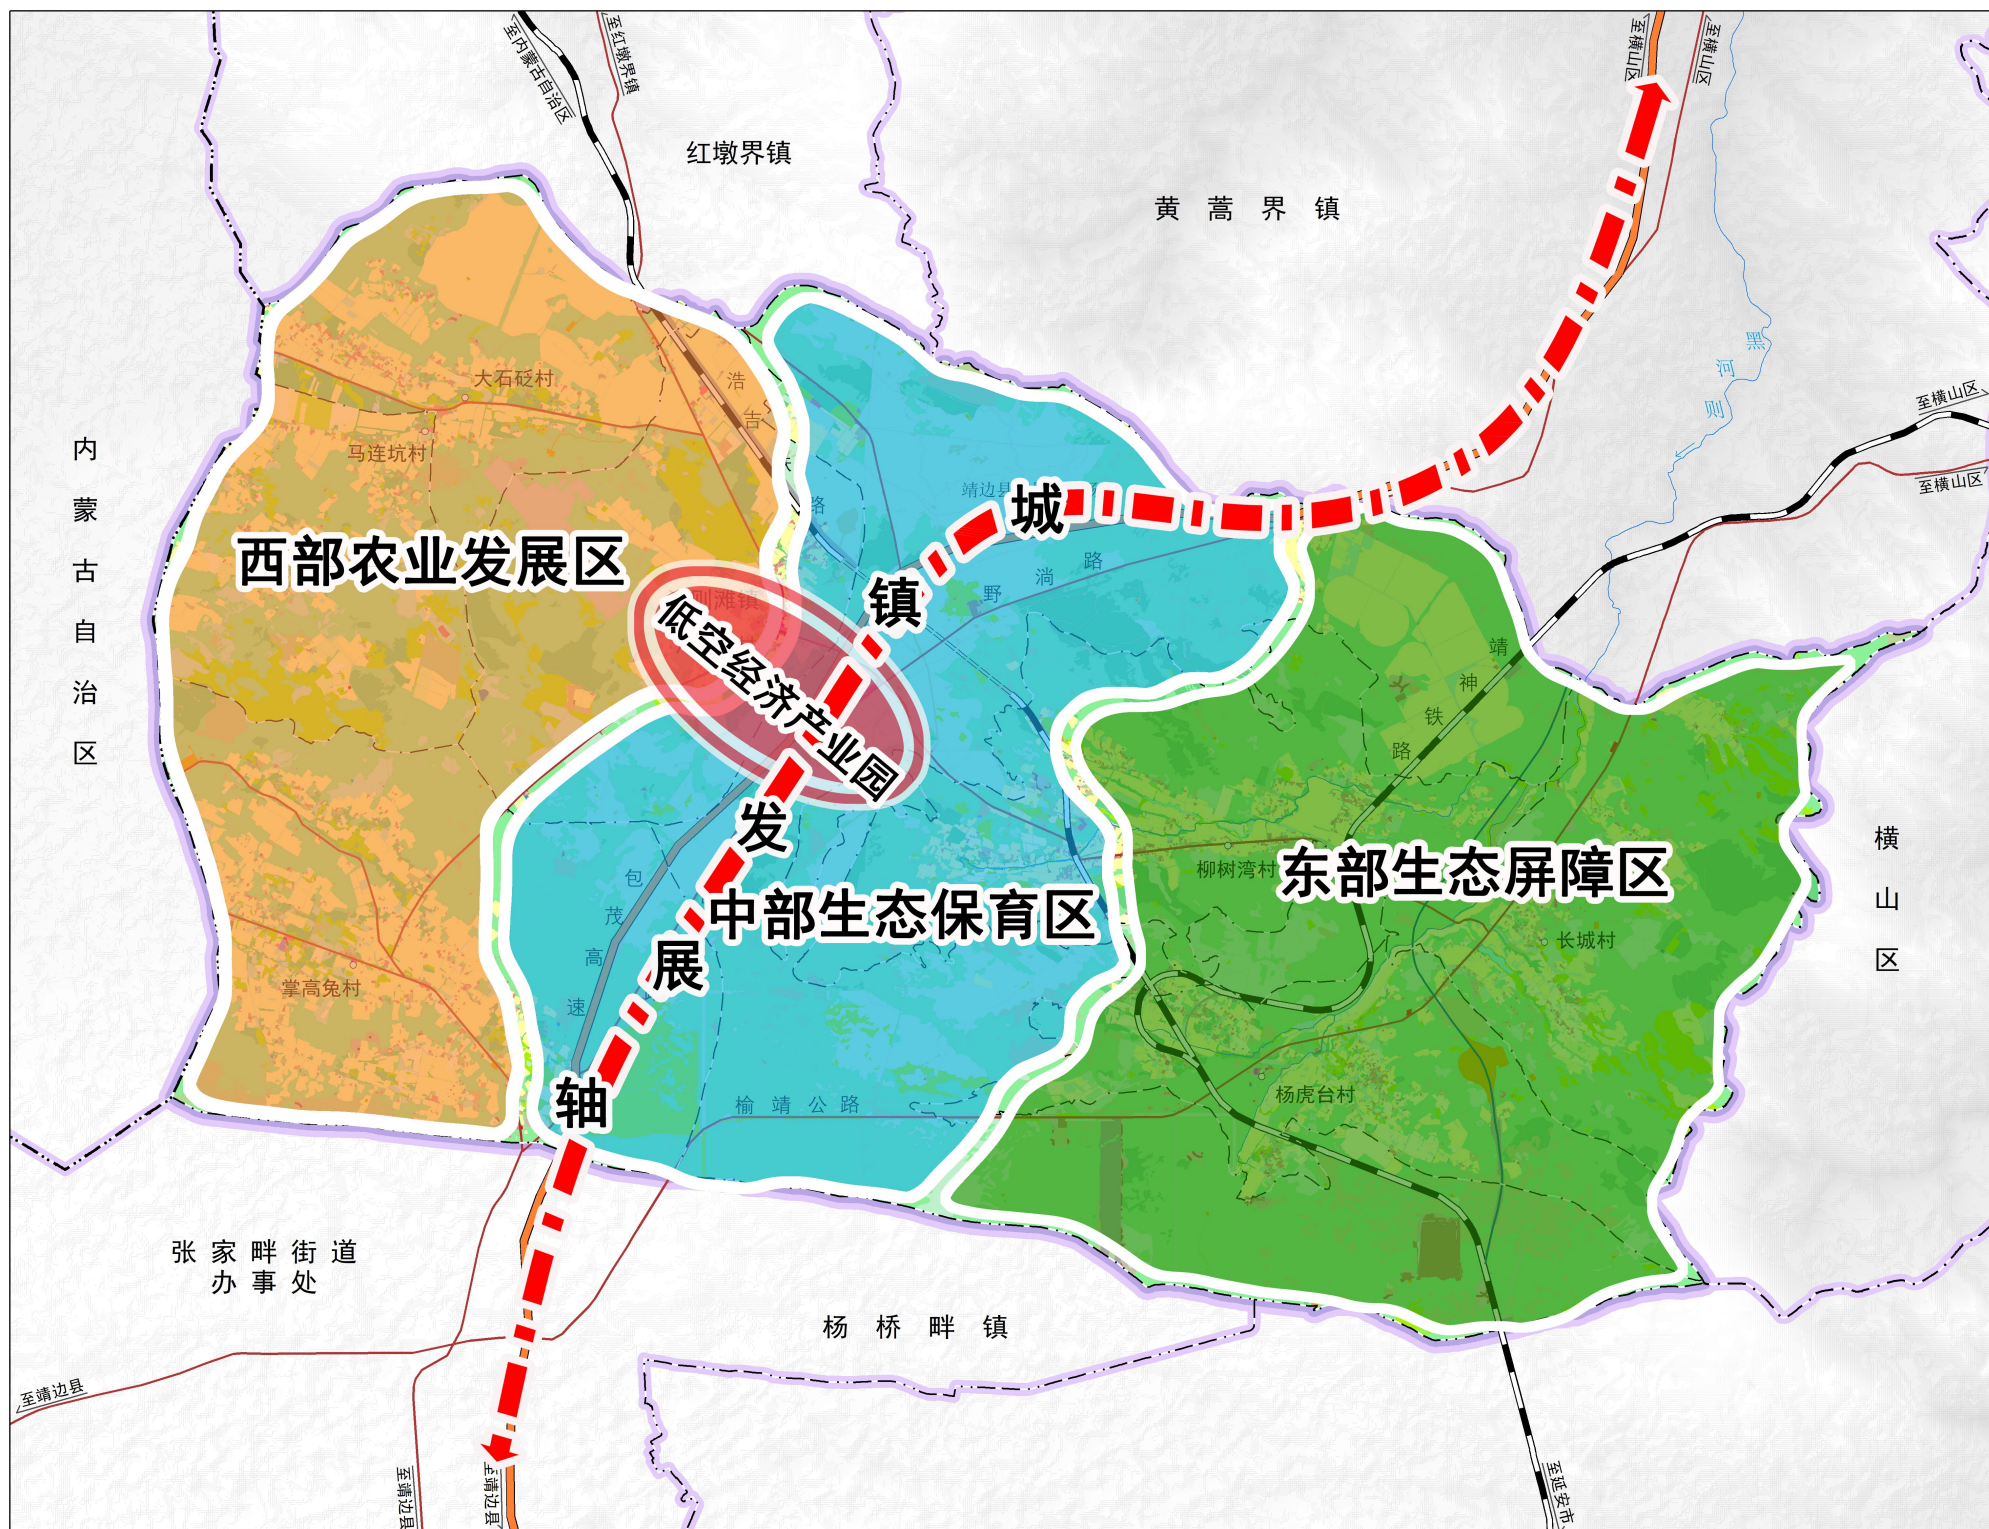 至内蒙古自治区
至红墩界镇
至横山区
至横山区
红墩界镇
黄蒿界镇
黑
河
则
大石砭村
浩
吉
铁
路
马连坑村
至横山区
至横山区
内蒙古自治区
靖边县
城
镇
发
展
轴
西部农业发展区
野
淌
路
则滩镇
低空经济产业园
靖
神
铁
路
包
茂
高
速
中部生态保育区
柳树湾村
东部生态屏障区
长城村
横山区
掌高兔村
榆靖公路
杨虎台村
张家畔街道
办事处
杨桥畔镇
至靖边县
至靖边县
至靖边县
至延安市